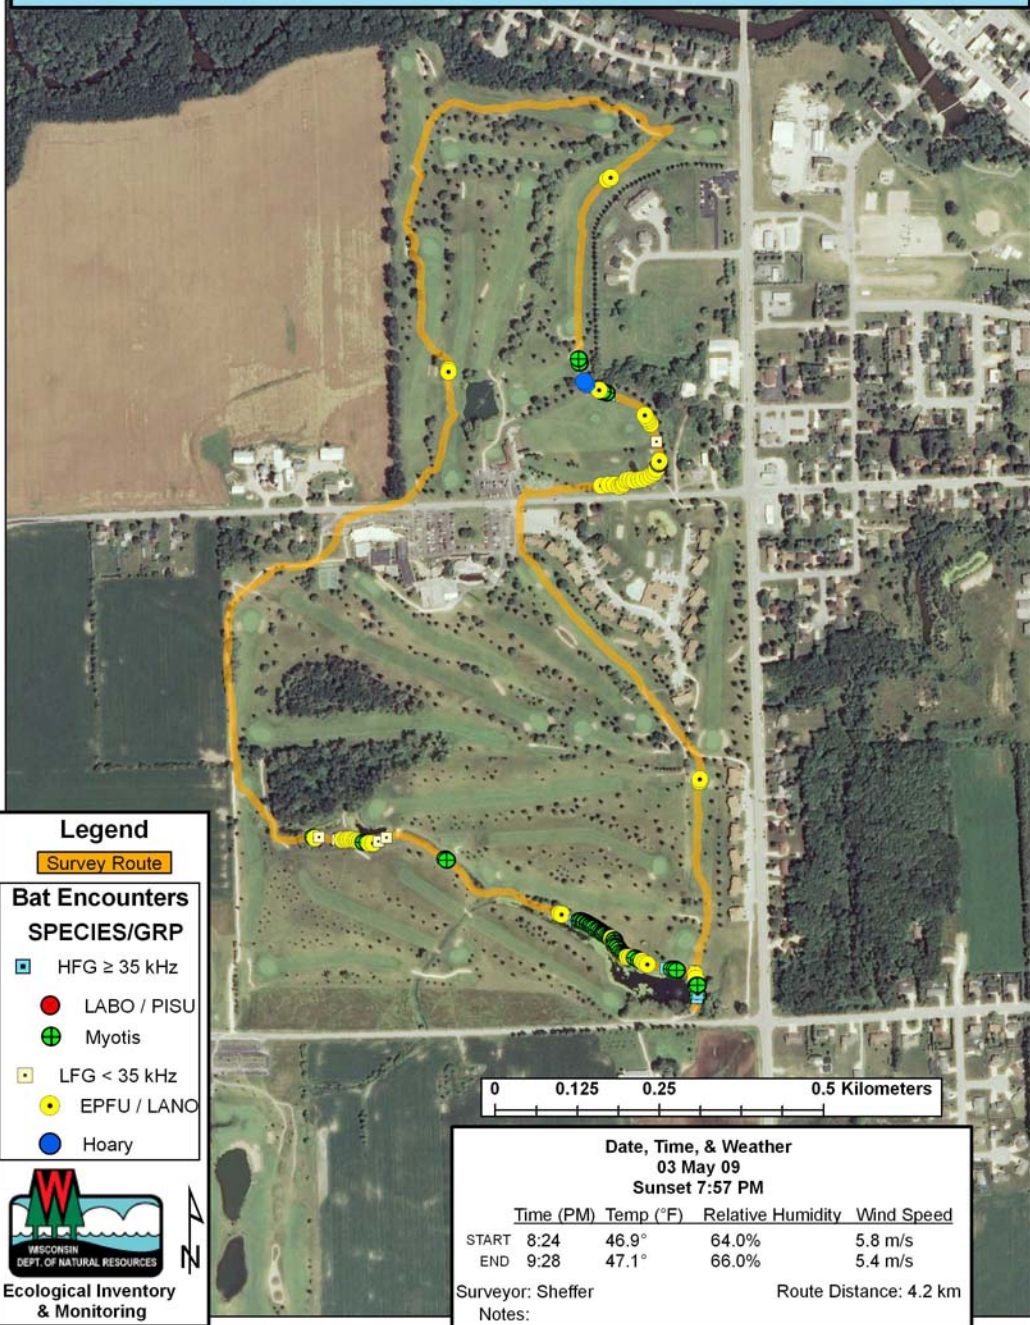 Legend
Survey Route
Bat Encounters
SPECIES/GRP
HFG ≥ 35 kHz
LABO / PISU
Myotis
LFG < 35 kHz
EPFU / LANO
Hoary
W
WISCONSIN
DEPT. OF NATURAL RESOURCES
Ecological Inventory
& Monitoring
N
0 0.125 0.25 0.5 Kilometers
Date, Time, & Weather
03 May 09
Sunset 7:57 PM
Time (PM) Temp (°F) Relative Humidity Wind Speed
START 8:24 46.9° 64.0% 5.8 m/s
END 9:28 47.1° 66.0% 5.4 m/s
Surveyor: Sheffer Route Distance: 4.2 km
Notes: